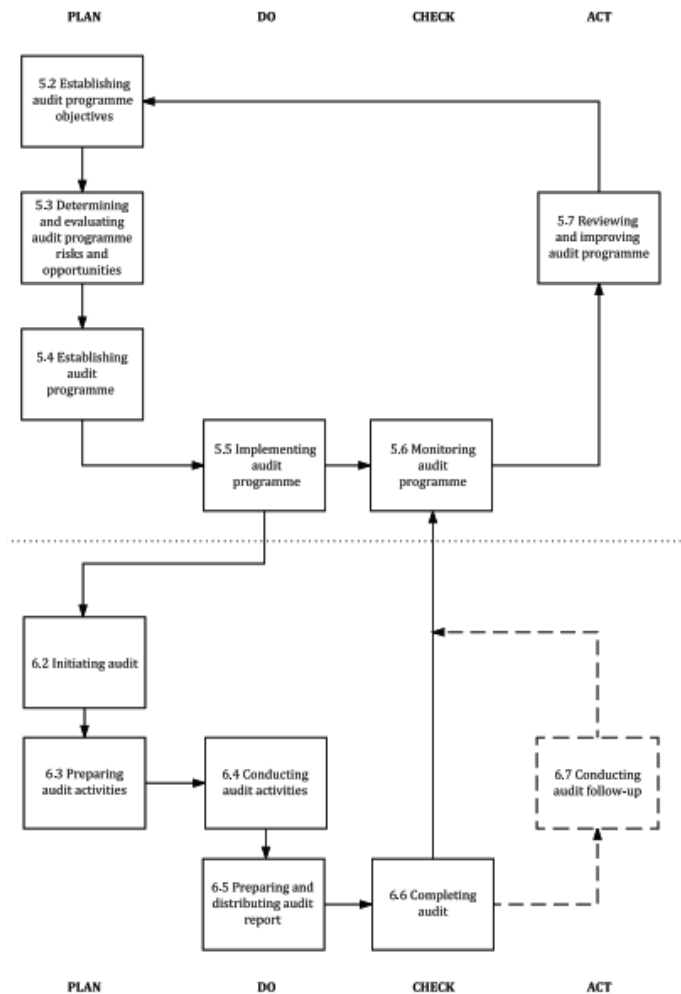 PLAN
DO
CHECK
ACT
5.2 Establishing
audit programme
objectives
5.3 Determining
and evaluating
audit programme
risks and
opportunities
5.7 Reviewing
and improving
audit programme
5.4 Establishing
audit
programme
5.5 Implementing
audit
programme
5.6 Monitoring
audit
programme
6.2 Initiating audit
6.3 Preparing
audit activities
6.4 Conducting
audit activities
6.7 Conducting
audit follow-up
6.5 Preparing and
distributing audit
report
6.6 Completing
audit
PLAN
DO
CHECK
ACT